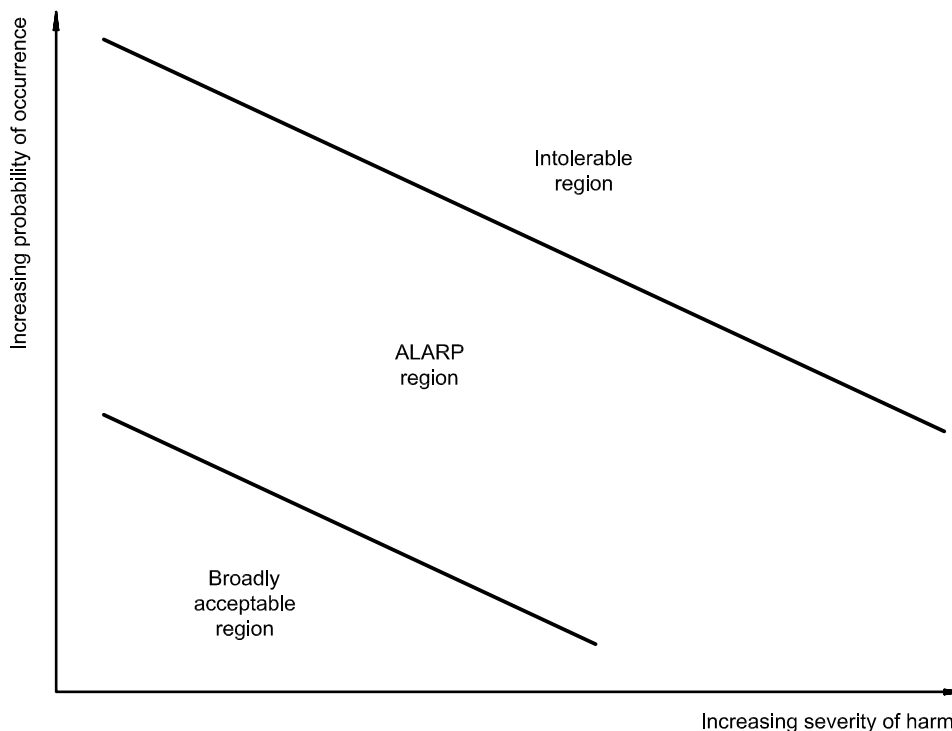 Increasing probability of occurrence
Intolerable
region
ALARP
region
Broadly
acceptable
region
Increasing severity of harm